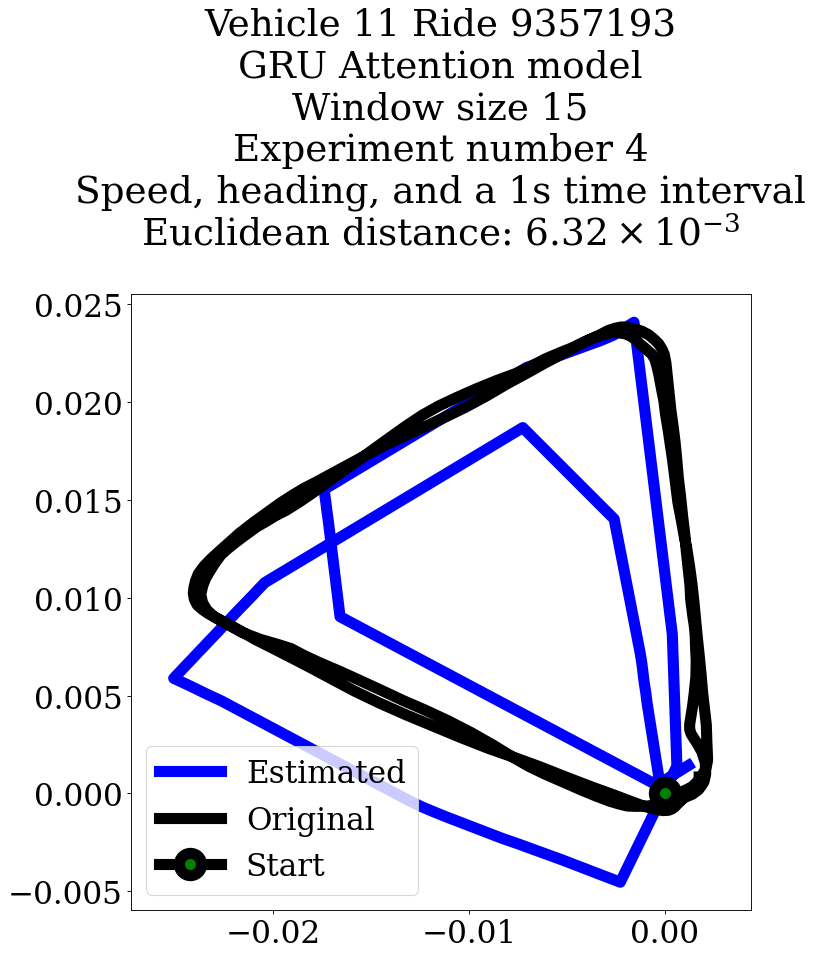 Vehicle 11 Ride 9357193
GRU Attention model
Window size 15
Experiment number 4
Speed, heading, and a 1s time interval
Euclidean distance: 6.32 × 10⁻³
0.025
0.020
0.015
0.010
0.005
0.000
−0.005
Estimated
Original
Start
−0.02
−0.01
0.00